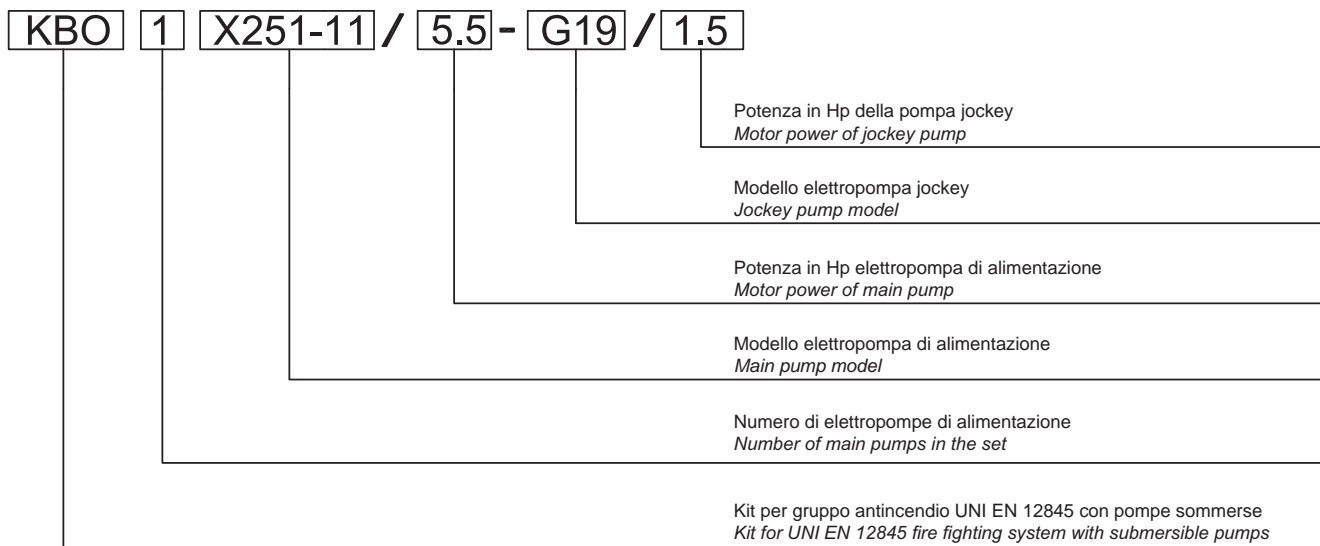 KBO 1 X251-11 / 5.5 - G19 / 1.5
Potenza in Hp della pompa jockey
Motor power of jockey pump
Modello elettropompa jockey
Jockey pump model
Potenza in Hp elettropompa di alimentazione
Motor power of main pump
Modello elettropompa di alimentazione
Main pump model
Numero di elettropompe di alimentazione
Number of main pumps in the set
Kit per gruppo antincendio UNI EN 12845 con pompe sommerse
Kit for UNI EN 12845 fire fighting system with submersible pumps